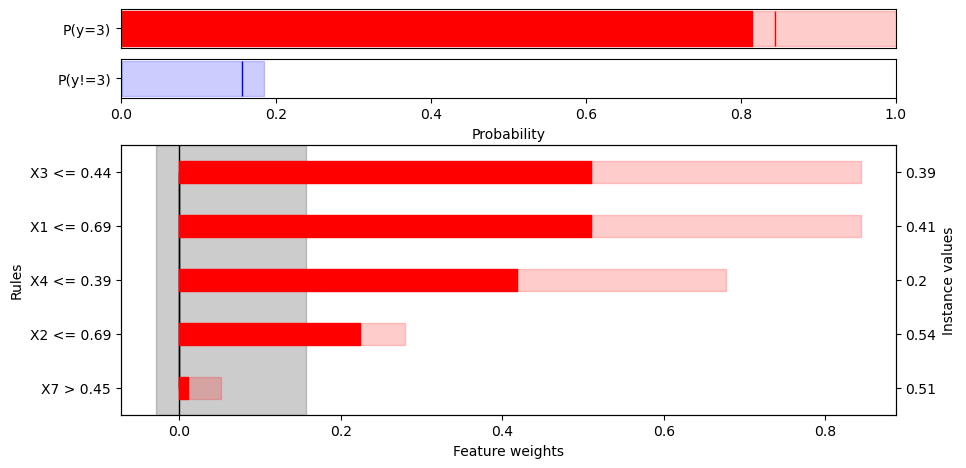 P(y=3)
P(y!=3)
0.0 0.2 0.4 0.6 0.8 1.0
Probability
X3 <= 0.44 0.39
X1 <= 0.69 0.41
X4 <= 0.39 0.2
X2 <= 0.69 0.54
X7 > 0.45 0.51
Rules
Instance values
0.0 0.2 0.4 0.6 0.8
Feature weights